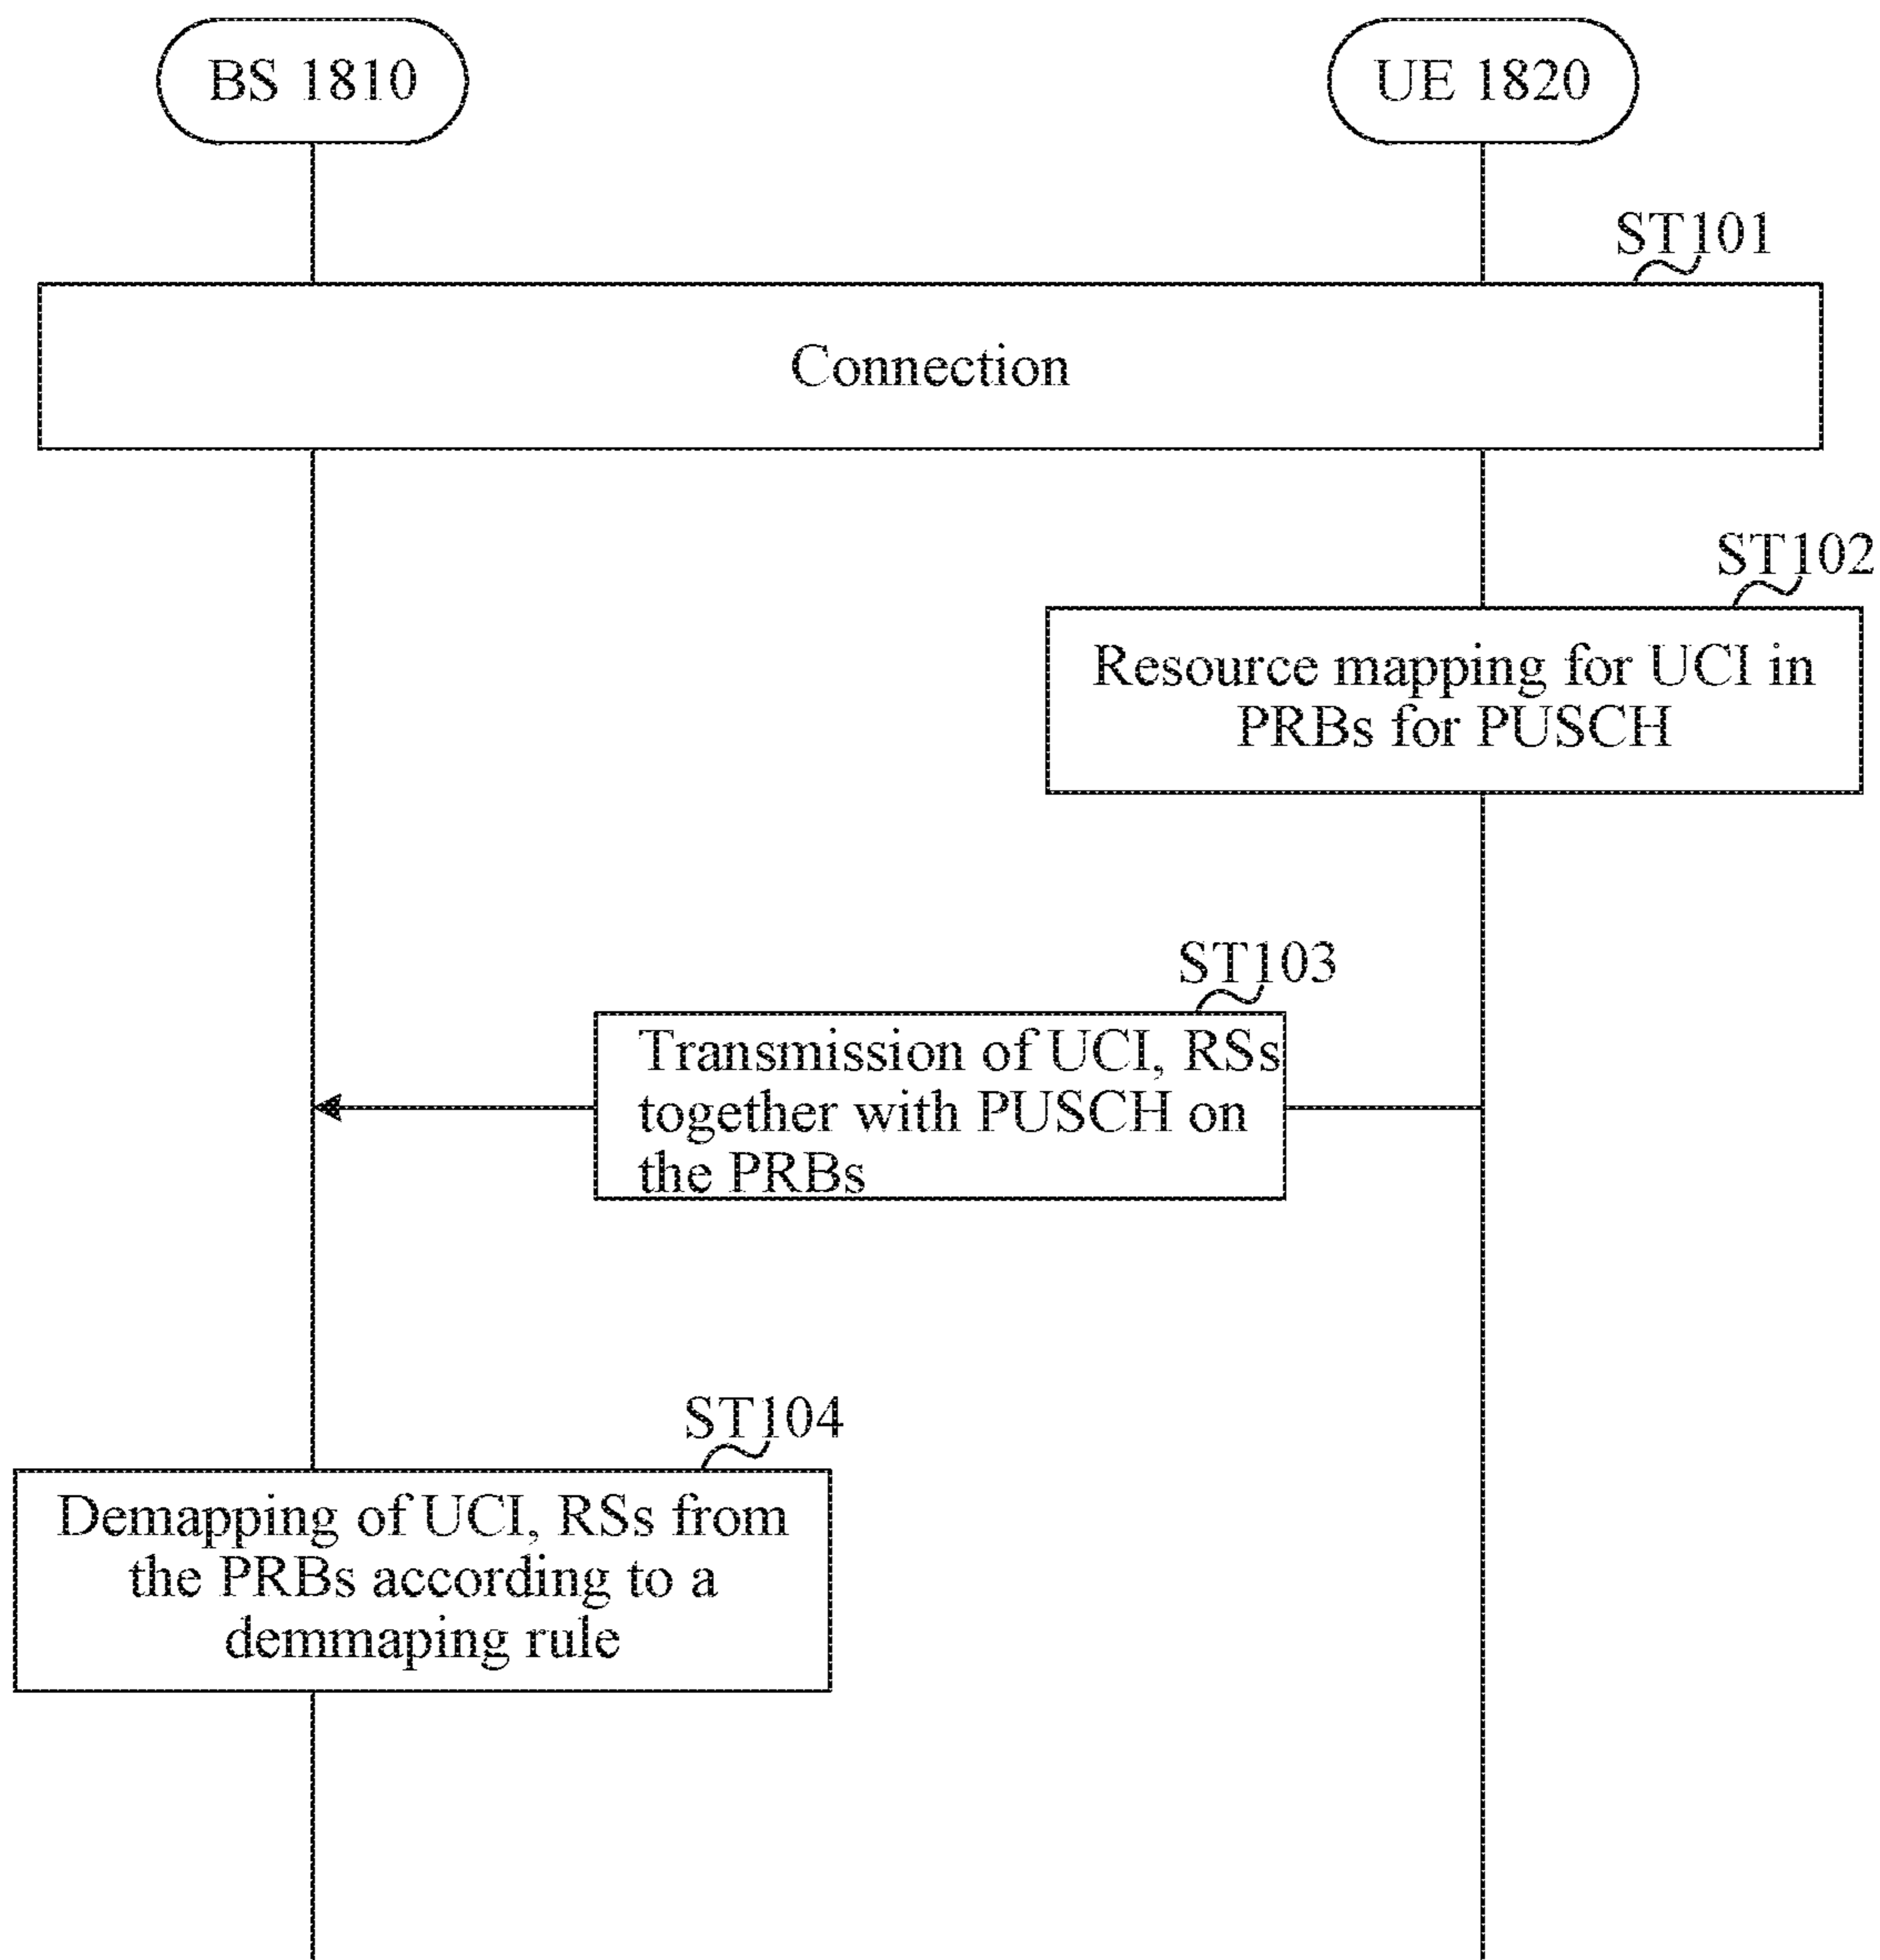 BS 1810
UE 1820
ST101
Connection
ST102
Resource mapping for UCI in
PRBs for PUSCH
ST103
Transmission of UCI, RSs
together with PUSCH on
the PRBs
ST104
Demapping of UCI, RSs from
the PRBs according to a
demmaping rule